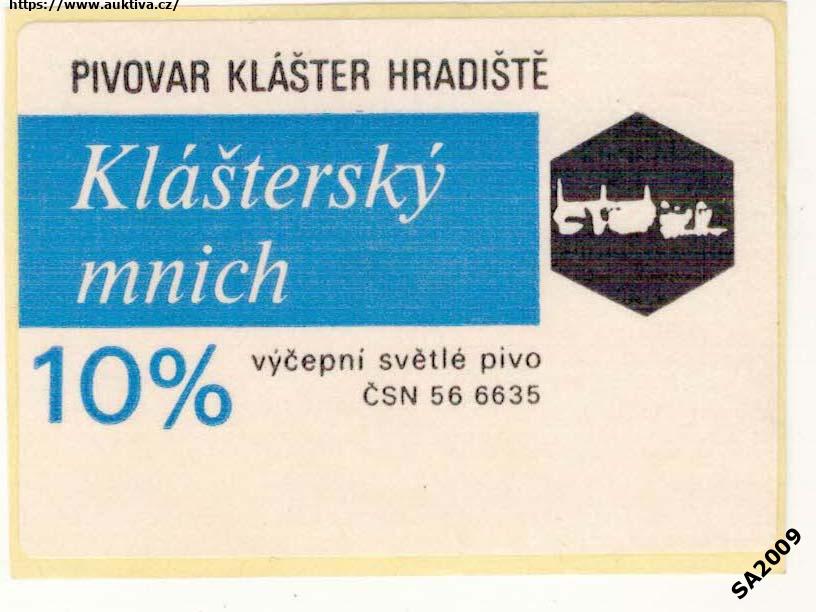 https://www.auktiva.cz/
PIVOVAR KLÁŠTER HRADIŠTĚ
Klášterský
mnich
10% výčepní světlé pivo
ČSN 56 6635
SA2009